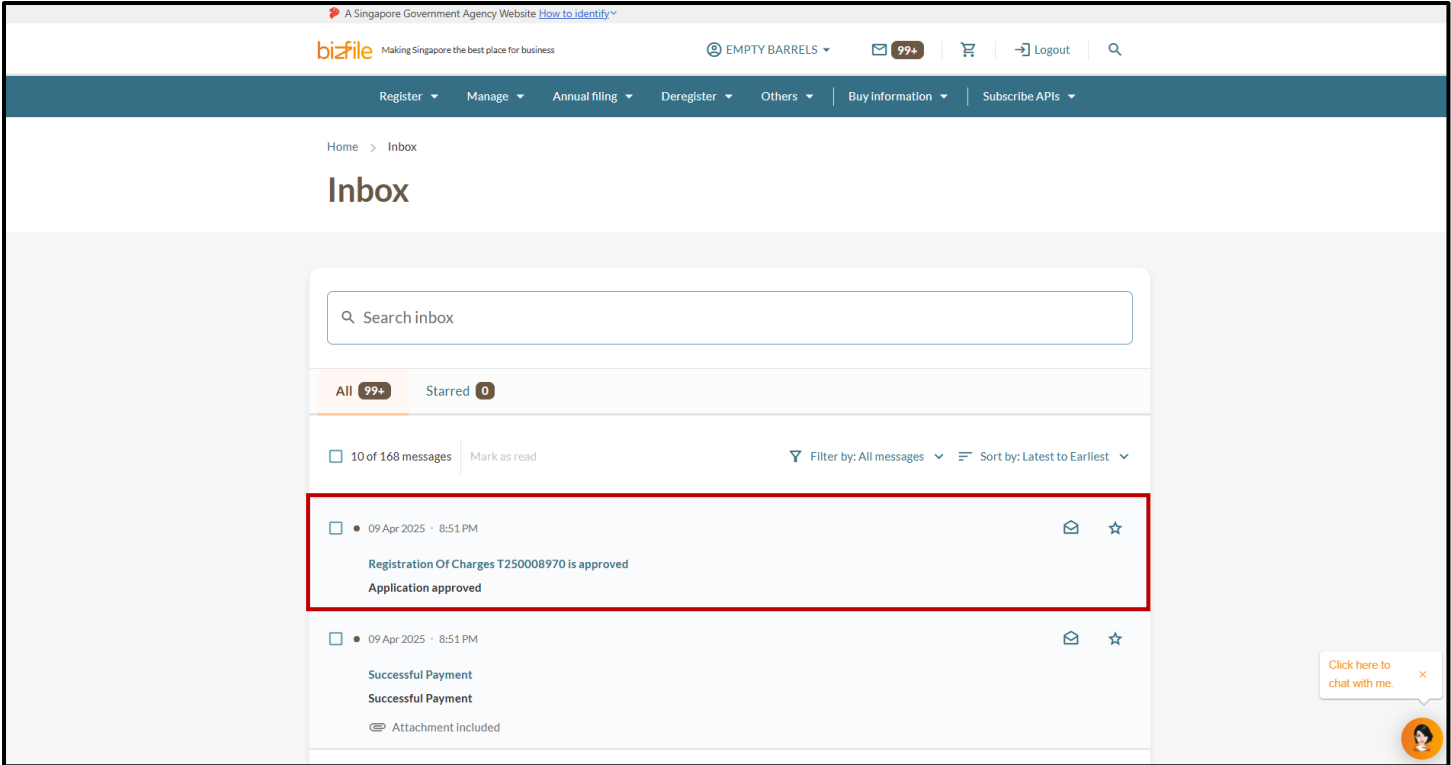 A Singapore Government Agency Website How to identify
bizfile Making Singapore the best place for business EMPTY BARRELS 99+ Logout
Register Manage Annual filing Deregister Others Buy information Subscribe APIs
Home > Inbox
Inbox
Search inbox
All 99+ Starred 0
10 of 168 messages Mark as read Filter by: All messages Sort by: Latest to Earliest
09 Apr 2025 · 8:51 PM
Registration Of Charges T250008970 is approved
Application approved
09 Apr 2025 · 8:51 PM
Successful Payment
Successful Payment
Attachment included
Click here to
chat with me.